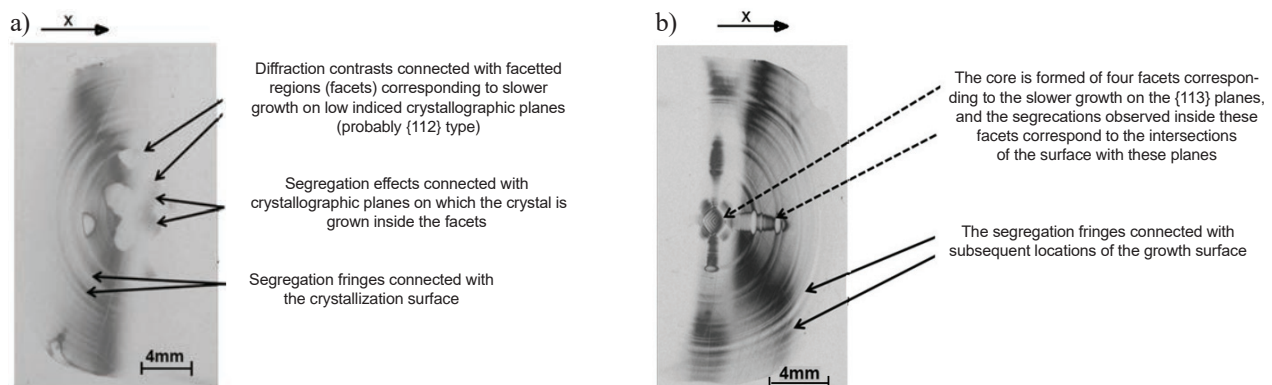 a)
X
Diffraction contrasts connected with facetted
regions (facets) corresponding to slower
growth on low indiced crystallographic planes
(probably {112} type)
Segregation effects connected with
crystallographic planes on which the crystal is
grown inside the facets
Segregation fringes connected with
the crystallization surface
4mm
b)
X
The core is formed of four facets correspon-
ding to the slower growth on the {113} planes,
and the segrecations observed inside these
facets correspond to the intersections
of the surface with these planes
The segregation fringes connected with
subsequent locations of the growth surface
4mm